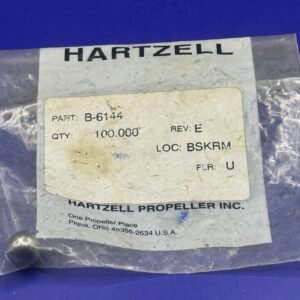 HARTZELL
PART: B-6144
QTY: 100.000 REV: E
LOC: BSKRM
FLR: U
HARTZELL PROPELLER INC.
One Propeller Place
Piqua, Ohio 45356-2634 U.S.A.